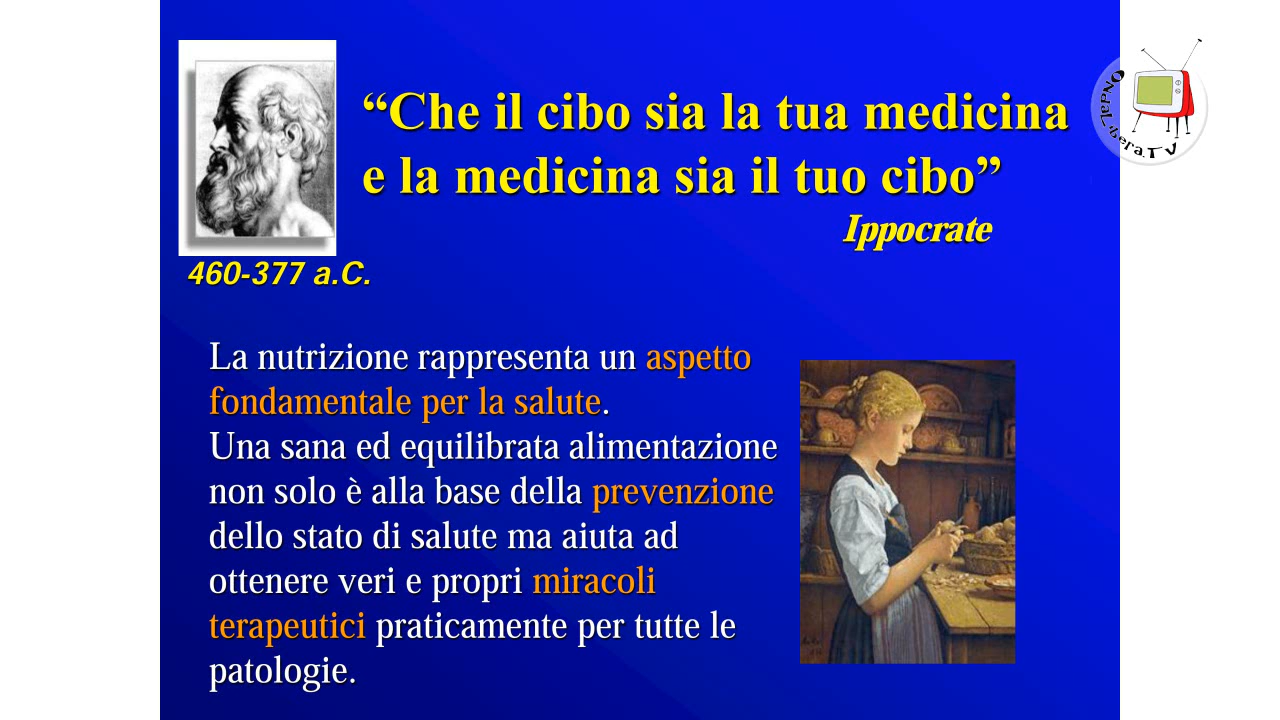 “Che il cibo sia la tua medicina
e la medicina sia il tuo cibo”
Ippocrate
460-377 a.C.
La nutrizione rappresenta un aspetto
fondamentale per la salute.
Una sana ed equilibrata alimentazione
non solo è alla base della prevenzione
dello stato di salute ma aiuta ad
ottenere veri e propri miracoli
terapeutici praticamente per tutte le
patologie.
OndaLiberaTV